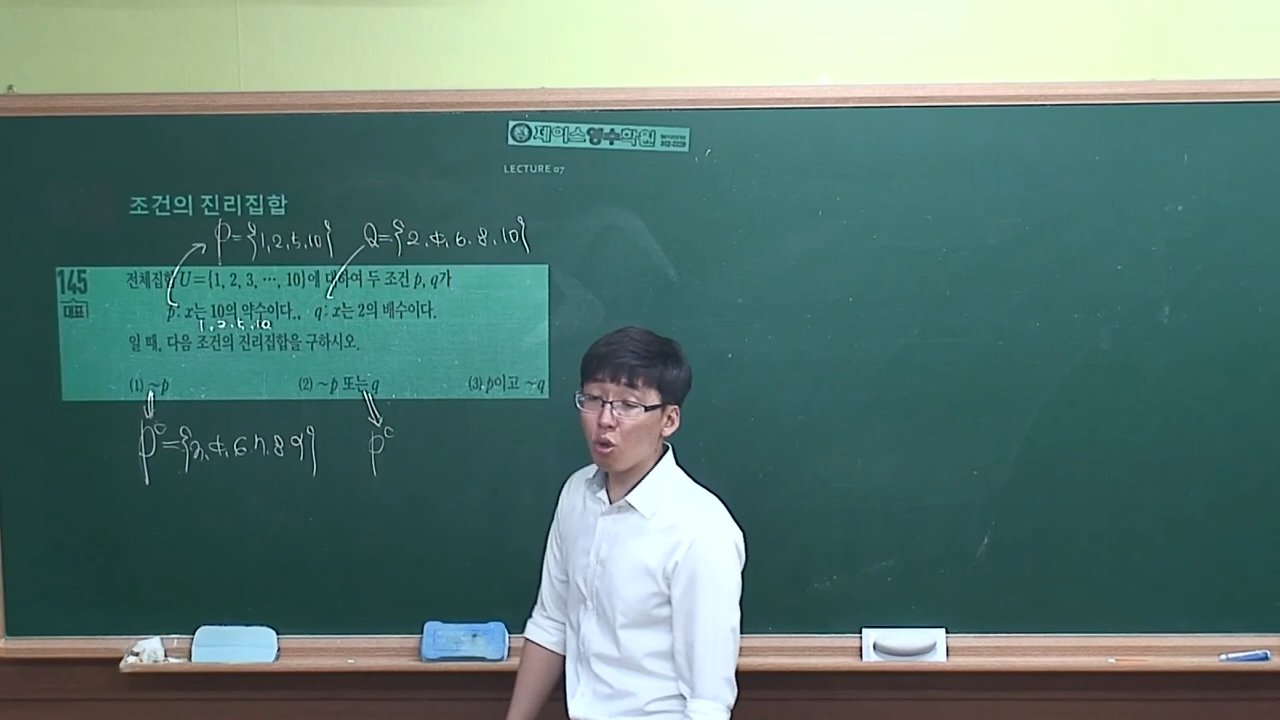 제이스영수학원
LECTURE 07
조건의 진리집합
P={1,2,5,10} Q={2,4,6,8,10}
145
대표
전체집합 U={1, 2, 3, ⋯, 10}에 대하여 두 조건 p, q가
p: x는 10의 약수이다., q: x는 2의 배수이다.
1,2,5,10
일 때, 다음 조건의 진리집합을 구하시오.
(1) ~p (2) ~p 또는 q (3) p이고 ~q
Pᶜ={3,4,6,7,8,9} Pᶜ